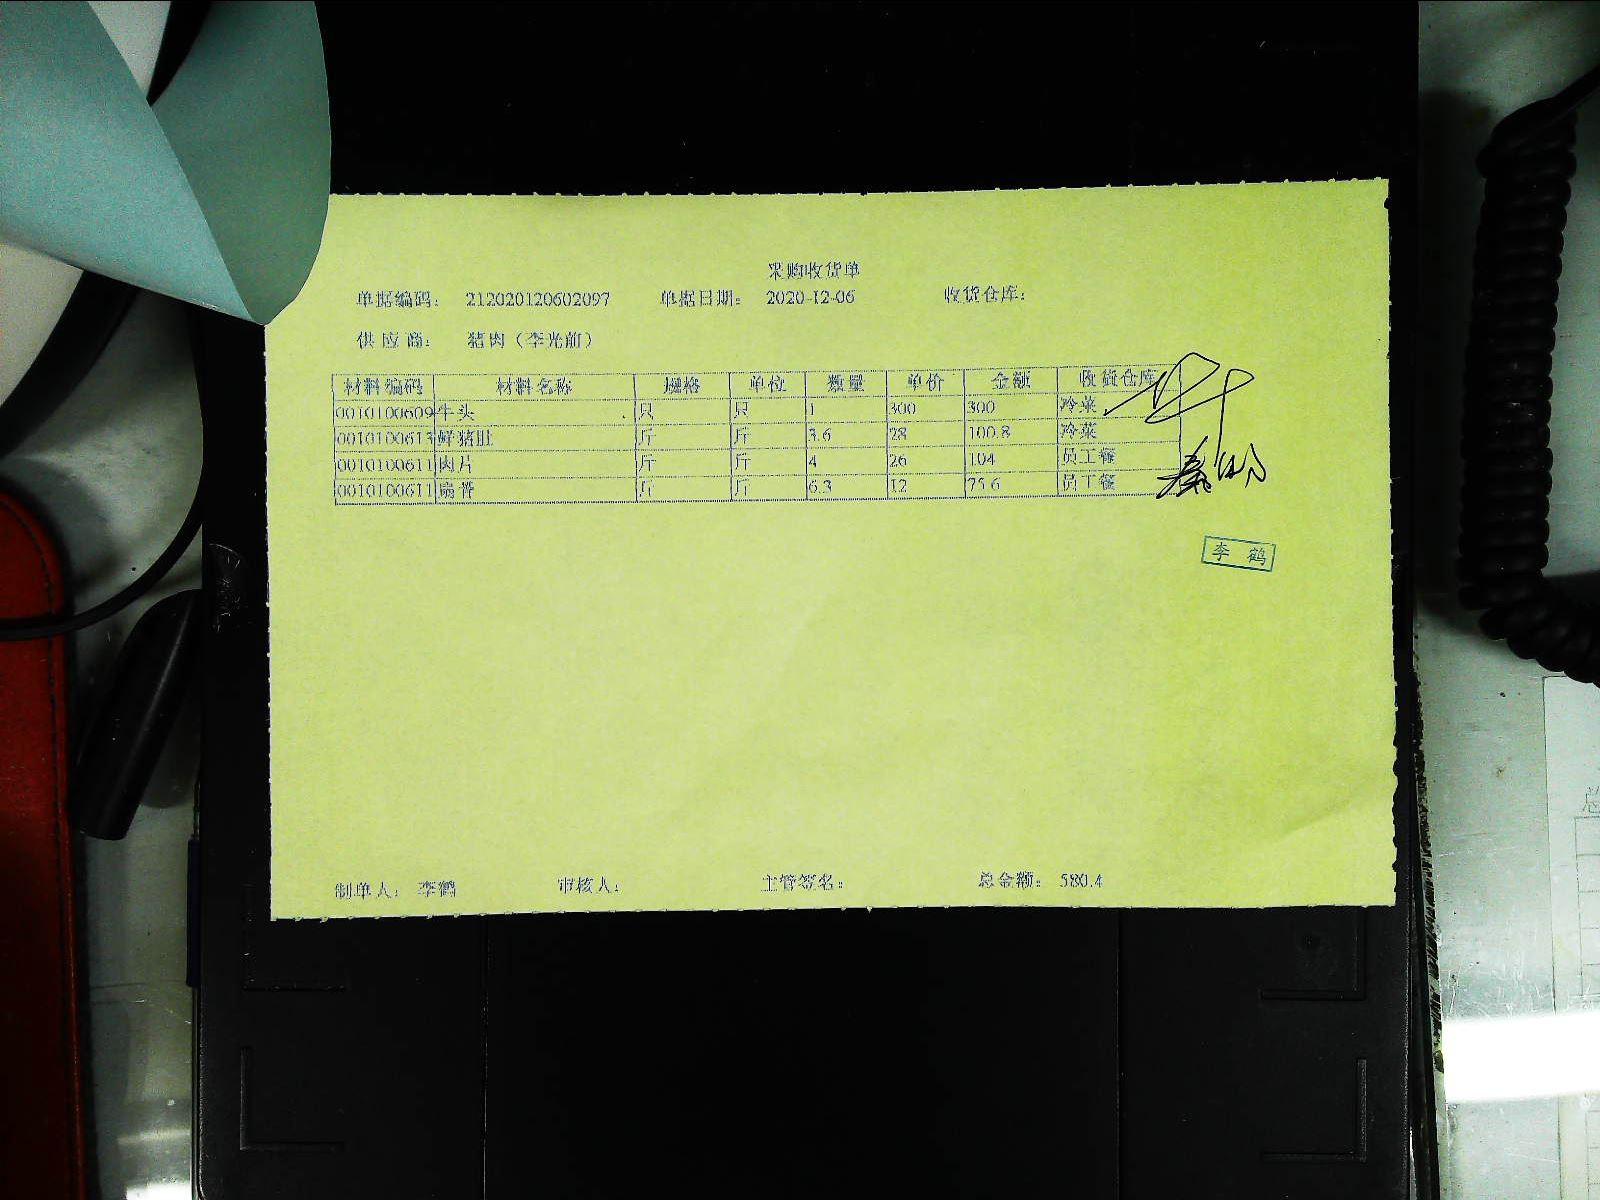 采购收货单
单据编码： 212020120602097 单据日期： 2020-12-06 收货仓库：
供应商： 猪肉（李光前）
材料编码 材料名称 规格 单位 数量 单价 金额 收货仓库
0010100609 牛头 只 只 1 300 300 冷菜
0010100613 鲜猪肚 斤 斤 3.6 28 100.8 冷菜
0010100611 肉片 斤 斤 4 26 104 员工餐
0010100611 扇骨 斤 斤 6.3 12 75.6 员工餐
李鹤
制单人： 李鹤 审核人： 主管签名： 总金额： 580.4